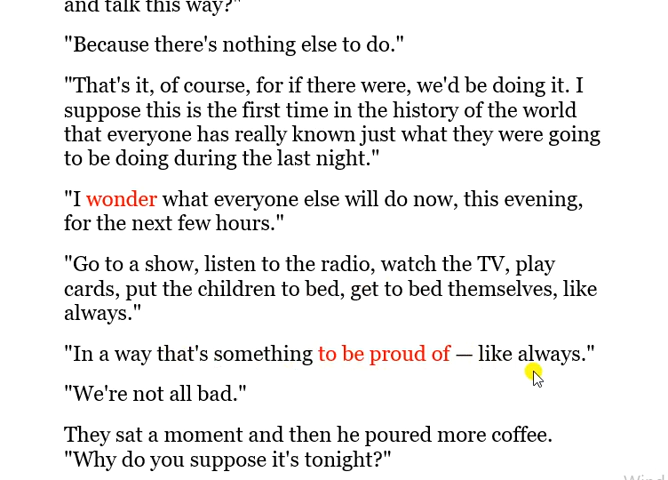 and talk this way?"
"Because there's nothing else to do."
"That's it, of course, for if there were, we'd be doing it. I
suppose this is the first time in the history of the world
that everyone has really known just what they were going
to be doing during the last night."
"I wonder what everyone else will do now, this evening,
for the next few hours."
"Go to a show, listen to the radio, watch the TV, play
cards, put the children to bed, get to bed themselves, like
always."
"In a way that's something to be proud of — like always."
"We're not all bad."
They sat a moment and then he poured more coffee.
"Why do you suppose it's tonight?"